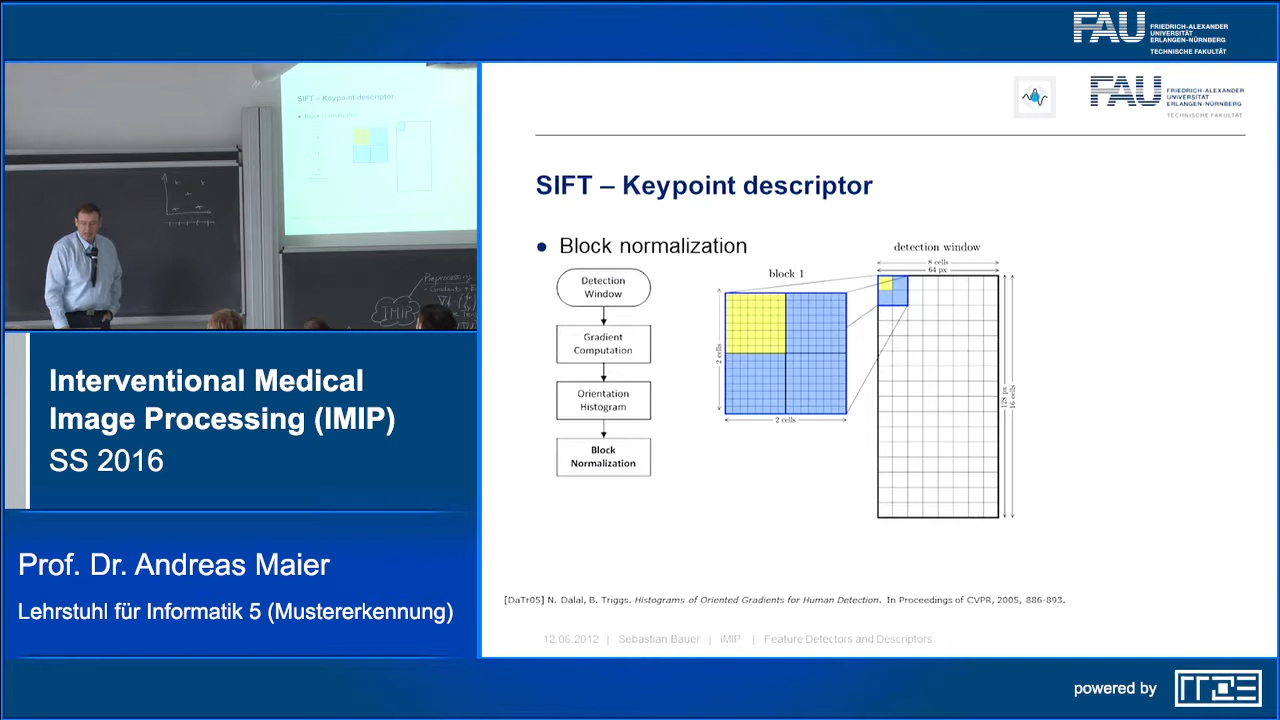 FAU
FRIEDRICH-ALEXANDER
UNIVERSITÄT
ERLANGEN-NÜRNBERG
TECHNISCHE FAKULTÄT
SIFT – Keypoint descriptor
Block normalization
Preprocessing
IMIP
Interventional Medical
Image Processing (IMIP)
SS 2016
Prof. Dr. Andreas Maier
Lehrstuhl für Informatik 5 (Mustererkennung)
FAU
FRIEDRICH-ALEXANDER
UNIVERSITÄT
ERLANGEN-NÜRNBERG
TECHNISCHE FAKULTÄT
SIFT – Keypoint descriptor
• Block normalization
Detection
Window
Gradient
Computation
Orientation
Histogram
Block
Normalization
block 1
2 cells
2 cells
detection window
8 cells
64 px
128 px
16 cells
[DaTr05] N. Dalal, B. Triggs. Histograms of Oriented Gradients for Human Detection. In Proceedings of CVPR, 2005, 886-893.
12.06.2012 | Sebastian Bauer | IMIP | Feature Detectors and Descriptors
powered by